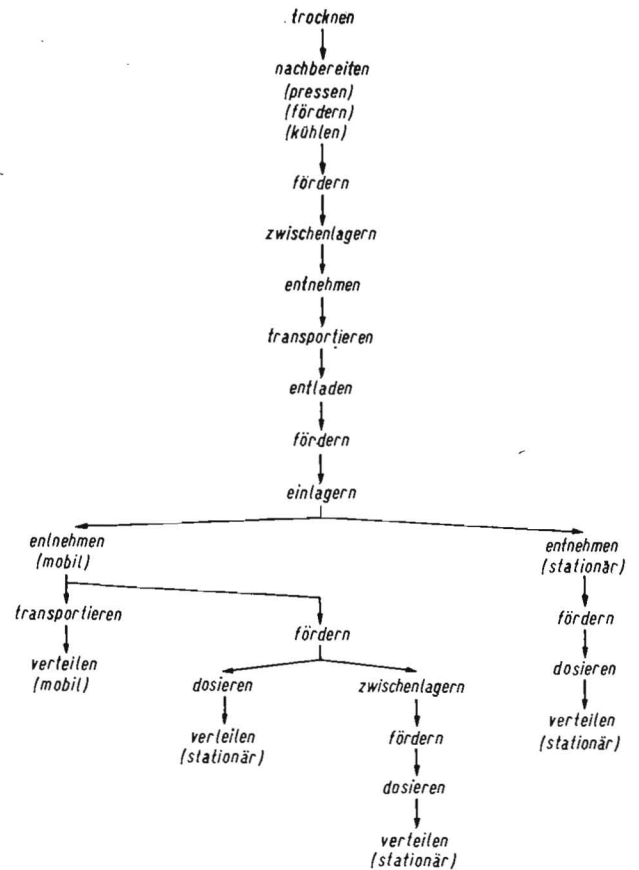 trocknen
nachbereiten
(pressen)
(fördern)
(kühlen)
fördern
zwischenlagern
entnehmen
transportieren
entladen
fördern
einlagern
entnehmen
(mobil)
transportieren
verteilen
(mobil)
fördern
dosieren
verteilen
(stationär)
zwischenlagern
fördern
dosieren
verteilen
(stationär)
entnehmen
(stationär)
fördern
dosieren
verteilen
(stationär)